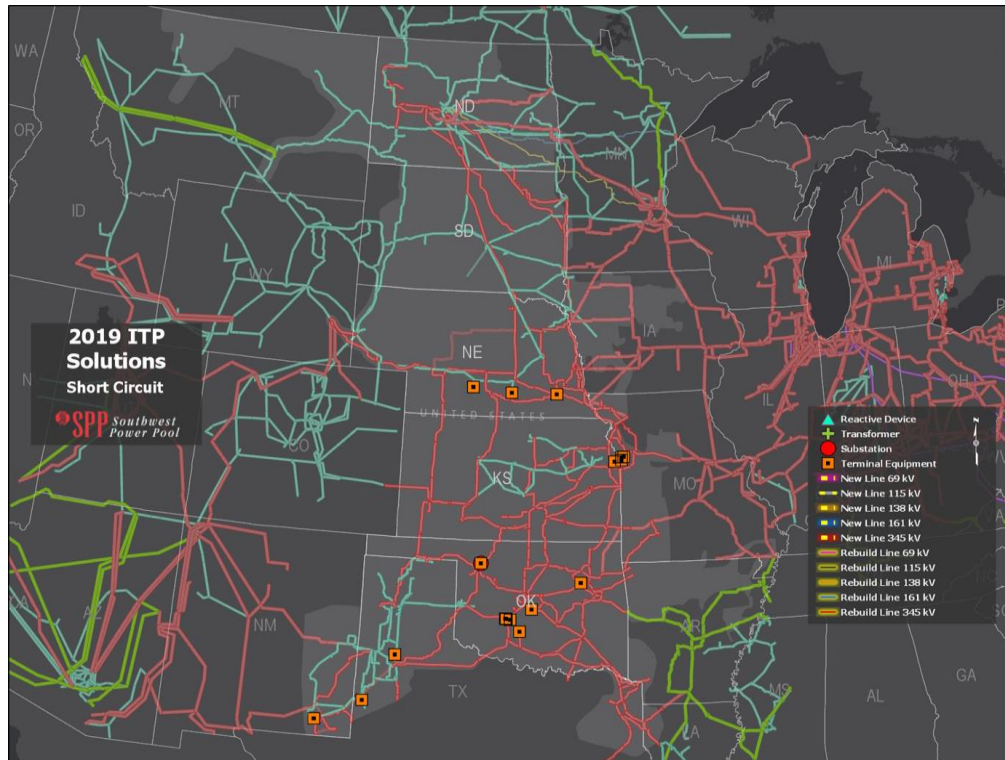 WA
MT
ND
OR
MN
ID
SD
WI
MI
WY
IA
2019 ITP
Solutions
Short Circuit
SPP Southwest
Power Pool
NE
UNITED STATES
IL
OH
CO
KS
MO
Reactive Device
Transformer
Substation
Terminal Equipment
New Line 69 kV
New Line 115 kV
New Line 138 kV
New Line 161 kV
New Line 345 kV
Rebuild Line 69 kV
Rebuild Line 115 kV
Rebuild Line 138 kV
Rebuild Line 161 kV
Rebuild Line 345 kV
N
OK
AZ
NM
AR
TX
MS
AL
GA
LA